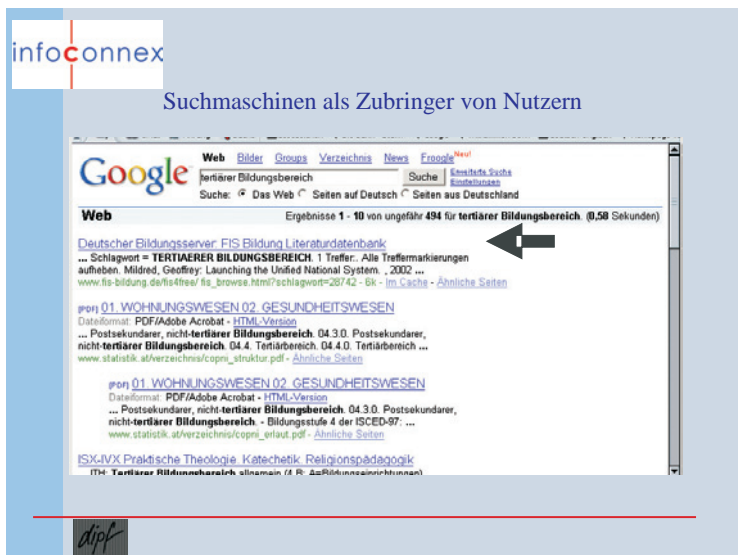 infoconnex
Suchmaschinen als Zubringer von Nutzern
Google
Web Bilder Groups Verzeichnis News Froogle Neu!
tertiärer Bildungsbereich Suche Erweiterte Suche
Einstellungen
Suche: Das Web Seiten auf Deutsch Seiten aus Deutschland
Web Ergebnisse 1 - 10 von ungefähr 494 für tertiärer Bildungsbereich. (0,58 Sekunden)
Deutscher Bildungsserver: FIS Bildung Literaturdatenbank
... Schlagwort = TERTIAERER BILDUNGSBEREICH. 1 Treffer:. Alle Treffermarkierungen
aufheben. Mildred, Geoffrey: Launching the Unified National System. , 2002 ...
www.fis-bildung.de/fis4free/ fis_browse.html?schlagwort=28742 - 6k - Im Cache - Ähnliche Seiten
[PDF] 01. WOHNUNGSWESEN 02. GESUNDHEITSWESEN
Dateiformat: PDF/Adobe Acrobat - HTML-Version
... Postsekundarer, nicht-tertiärer Bildungsbereich. 04.3.0. Postsekundarer,
nicht-tertiärer Bildungsbereich. 04.4. Tertiärbereich. 04.4.0. Tertiärbereich ...
www.statistik.at/verzeichnis/copni_struktur.pdf - Ähnliche Seiten
[PDF] 01. WOHNUNGSWESEN 02. GESUNDHEITSWESEN
Dateiformat: PDF/Adobe Acrobat - HTML-Version
... Postsekundarer, nicht-tertiärer Bildungsbereich. 04.3.0. Postsekundarer,
nicht-tertiärer Bildungsbereich. - Bildungsstufe 4 der ISCED-97: ...
www.statistik.at/verzeichnis/copni_erlaut.pdf - Ähnliche Seiten
ISX-IVX Praktische Theologie. Katechetik. Religionspädagogik
ITH: Tertiärer Bildungsbereich allgemein (4 B: A=Bildungseinrichtungen)
dipf